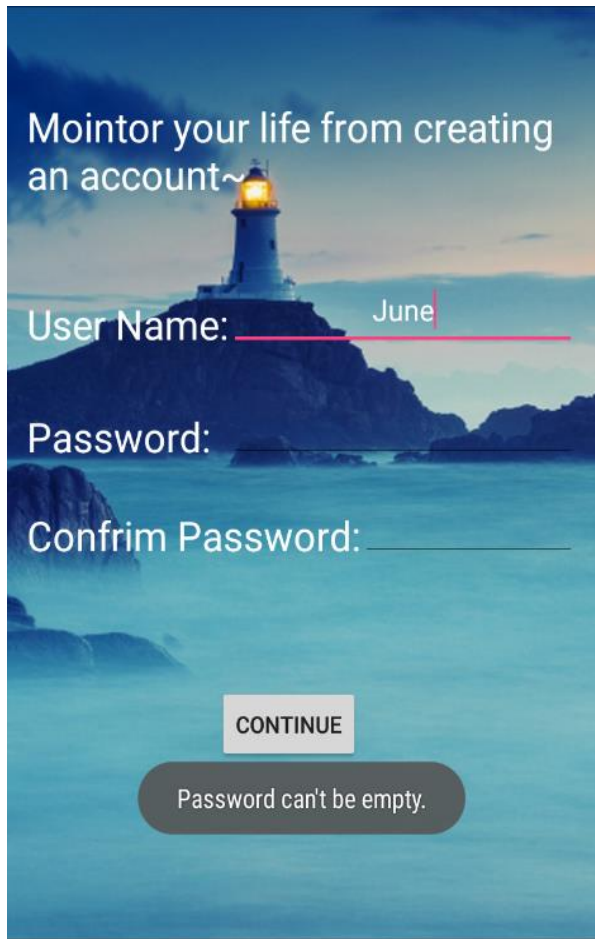 Mointor your life from creating
an account~
User Name: June
Password:
Confrim Password:
CONTINUE
Password can't be empty.